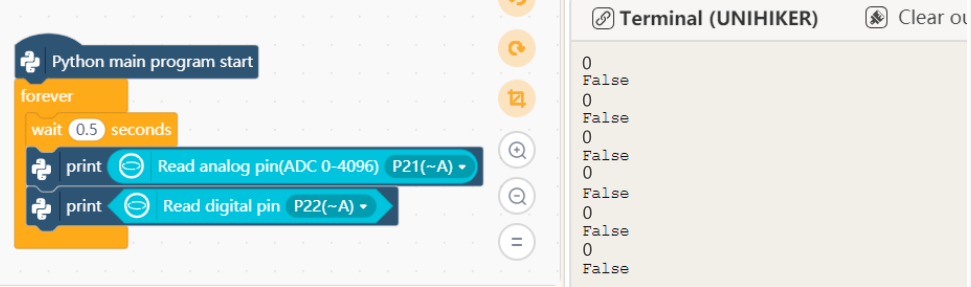 Python main program start
forever
wait 0.5 seconds
print Read analog pin(ADC 0-4096) P21(~A)
print Read digital pin P22(~A)
Terminal (UNIHIKER) Clear ou
0
False
0
False
0
False
0
False
0
False
0
False